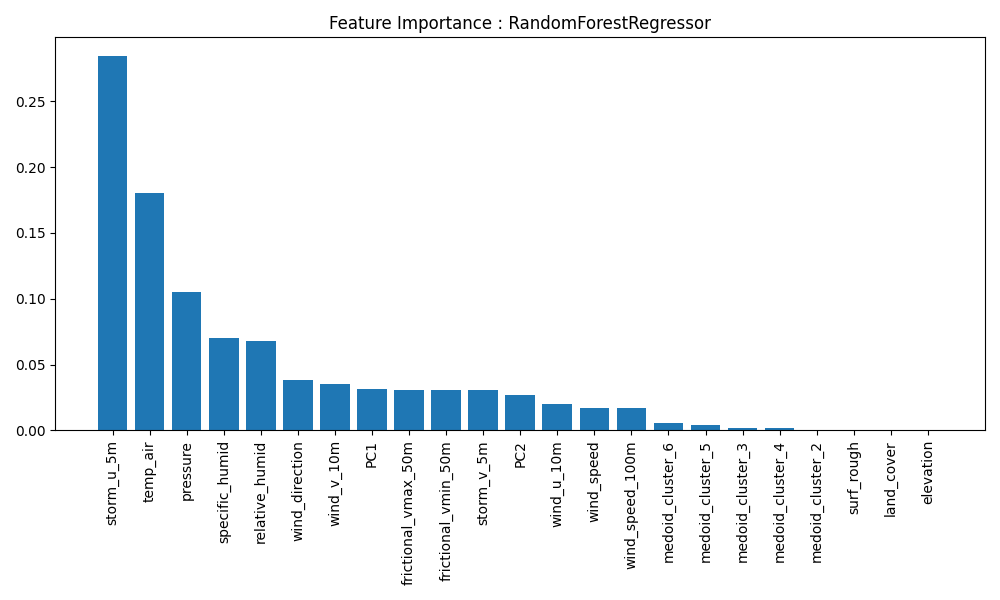 Feature Importance : RandomForestRegressor
0.25
0.20
0.15
0.10
0.05
0.00
storm_u_5m
temp_air
pressure
specific_humid
relative_humid
wind_direction
wind_v_10m
PC1
frictional_vmax_50m
frictional_vmin_50m
storm_v_5m
PC2
wind_u_10m
wind_speed
wind_speed_100m
medoid_cluster_6
medoid_cluster_5
medoid_cluster_3
medoid_cluster_4
medoid_cluster_2
surf_rough
land_cover
elevation